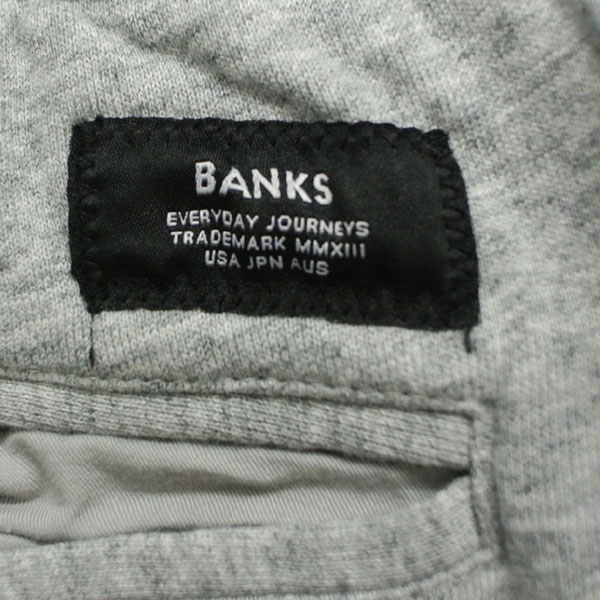 BANKS
EVERYDAY JOURNEYS
TRADEMARK MMXIII
USA JPN AUS